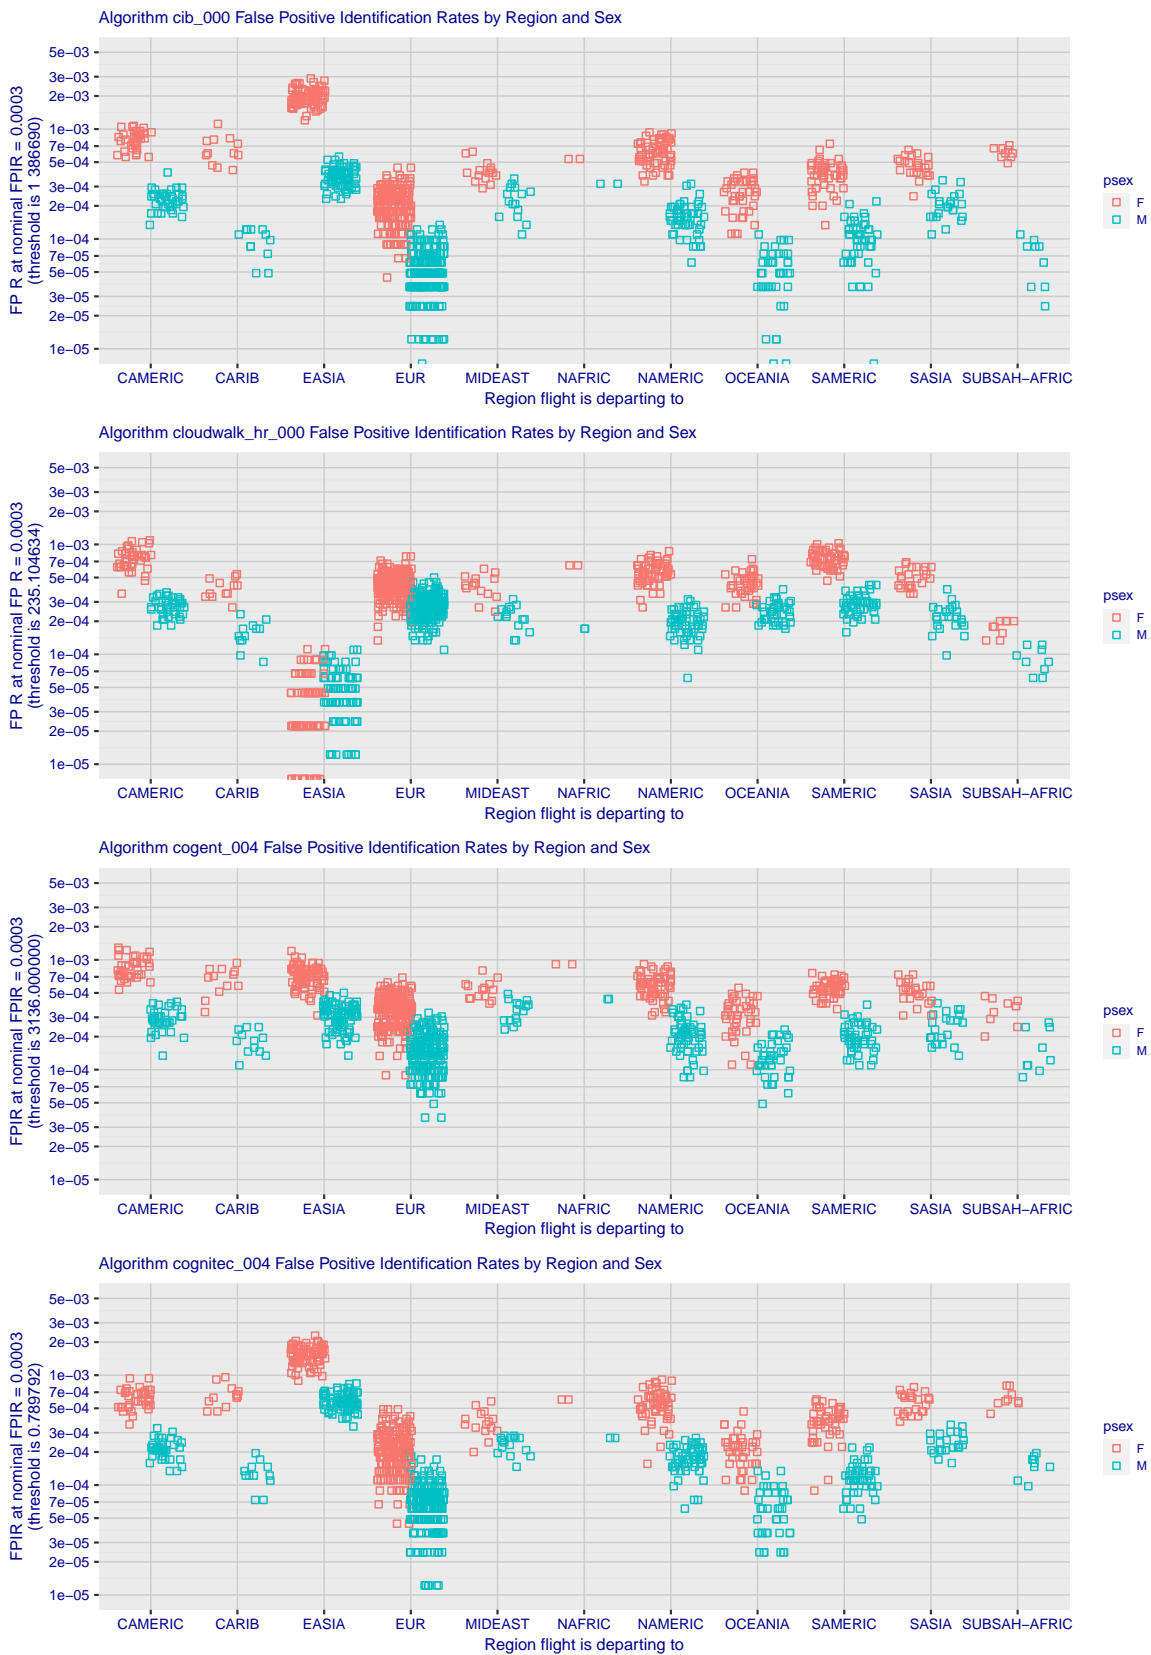 Algorithm cib_000 False Positive Identification Rates by Region and Sex
FP R at nominal FPIR = 0.0003
(threshold is 1 386690)
5e−03
3e−03
2e−03
1e−03
7e−04
5e−04
3e−04
2e−04
1e−04
7e−05
5e−05
3e−05
2e−05
1e−05
CAMERIC CARIB EASIA EUR MIDEAST NAFRIC NAMERIC OCEANIA SAMERIC SASIA SUBSAH−AFRIC
Region flight is departing to
psex
F
M
Algorithm cloudwalk_hr_000 False Positive Identification Rates by Region and Sex
FP R at nominal FP R = 0.0003
(threshold is 235.104634)
5e−03
3e−03
2e−03
1e−03
7e−04
5e−04
3e−04
2e−04
1e−04
7e−05
5e−05
3e−05
2e−05
1e−05
CAMERIC CARIB EASIA EUR MIDEAST NAFRIC NAMERIC OCEANIA SAMERIC SASIA SUBSAH−AFRIC
Region flight is departing to
psex
F
M
Algorithm cogent_004 False Positive Identification Rates by Region and Sex
FPIR at nominal FPIR = 0.0003
(threshold is 3136.000000)
5e−03
3e−03
2e−03
1e−03
7e−04
5e−04
3e−04
2e−04
1e−04
7e−05
5e−05
3e−05
2e−05
1e−05
CAMERIC CARIB EASIA EUR MIDEAST NAFRIC NAMERIC OCEANIA SAMERIC SASIA SUBSAH−AFRIC
Region flight is departing to
psex
F
M
Algorithm cognitec_004 False Positive Identification Rates by Region and Sex
FPIR at nominal FPIR = 0.0003
(threshold is 0.789792)
5e−03
3e−03
2e−03
1e−03
7e−04
5e−04
3e−04
2e−04
1e−04
7e−05
5e−05
3e−05
2e−05
1e−05
CAMERIC CARIB EASIA EUR MIDEAST NAFRIC NAMERIC OCEANIA SAMERIC SASIA SUBSAH−AFRIC
Region flight is departing to
psex
F
M